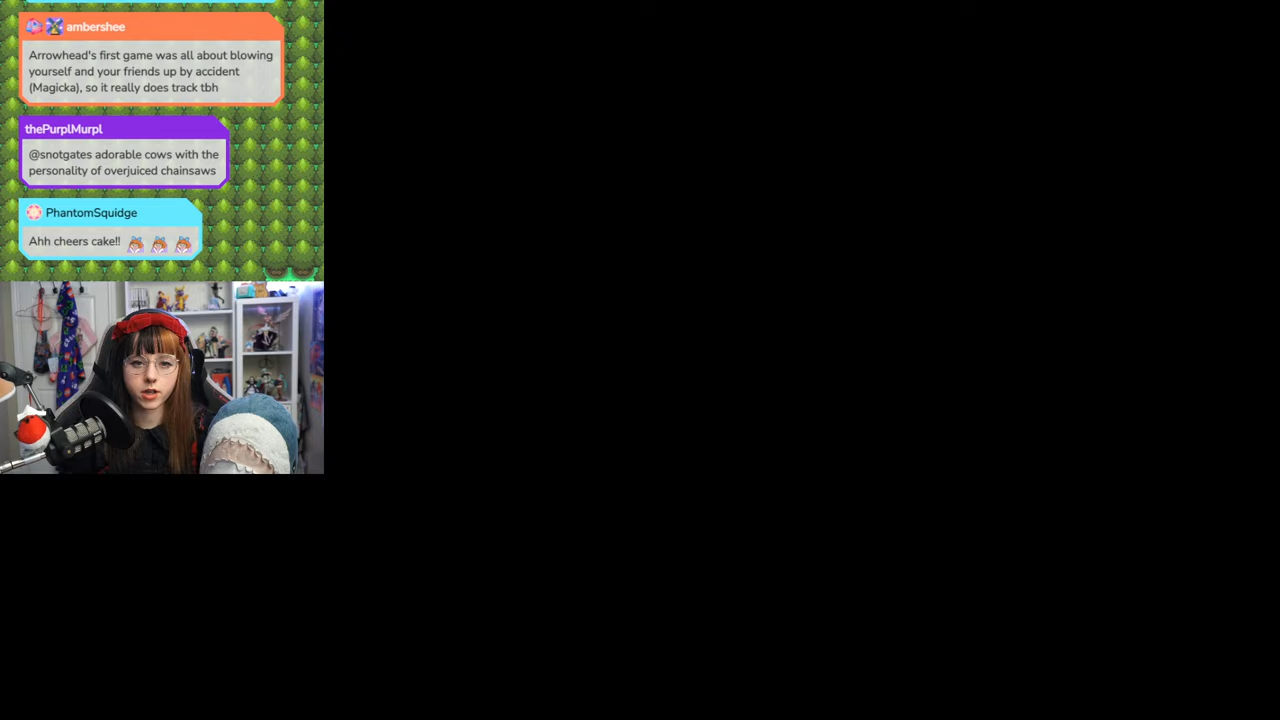 ambershee
Arrowhead's first game was all about blowing
yourself and your friends up by accident
(Magicka), so it really does track tbh
thePurplMurpl
@snotgates adorable cows with the
personality of overjuiced chainsaws
PhantomSquidge
Ahh cheers cake!!